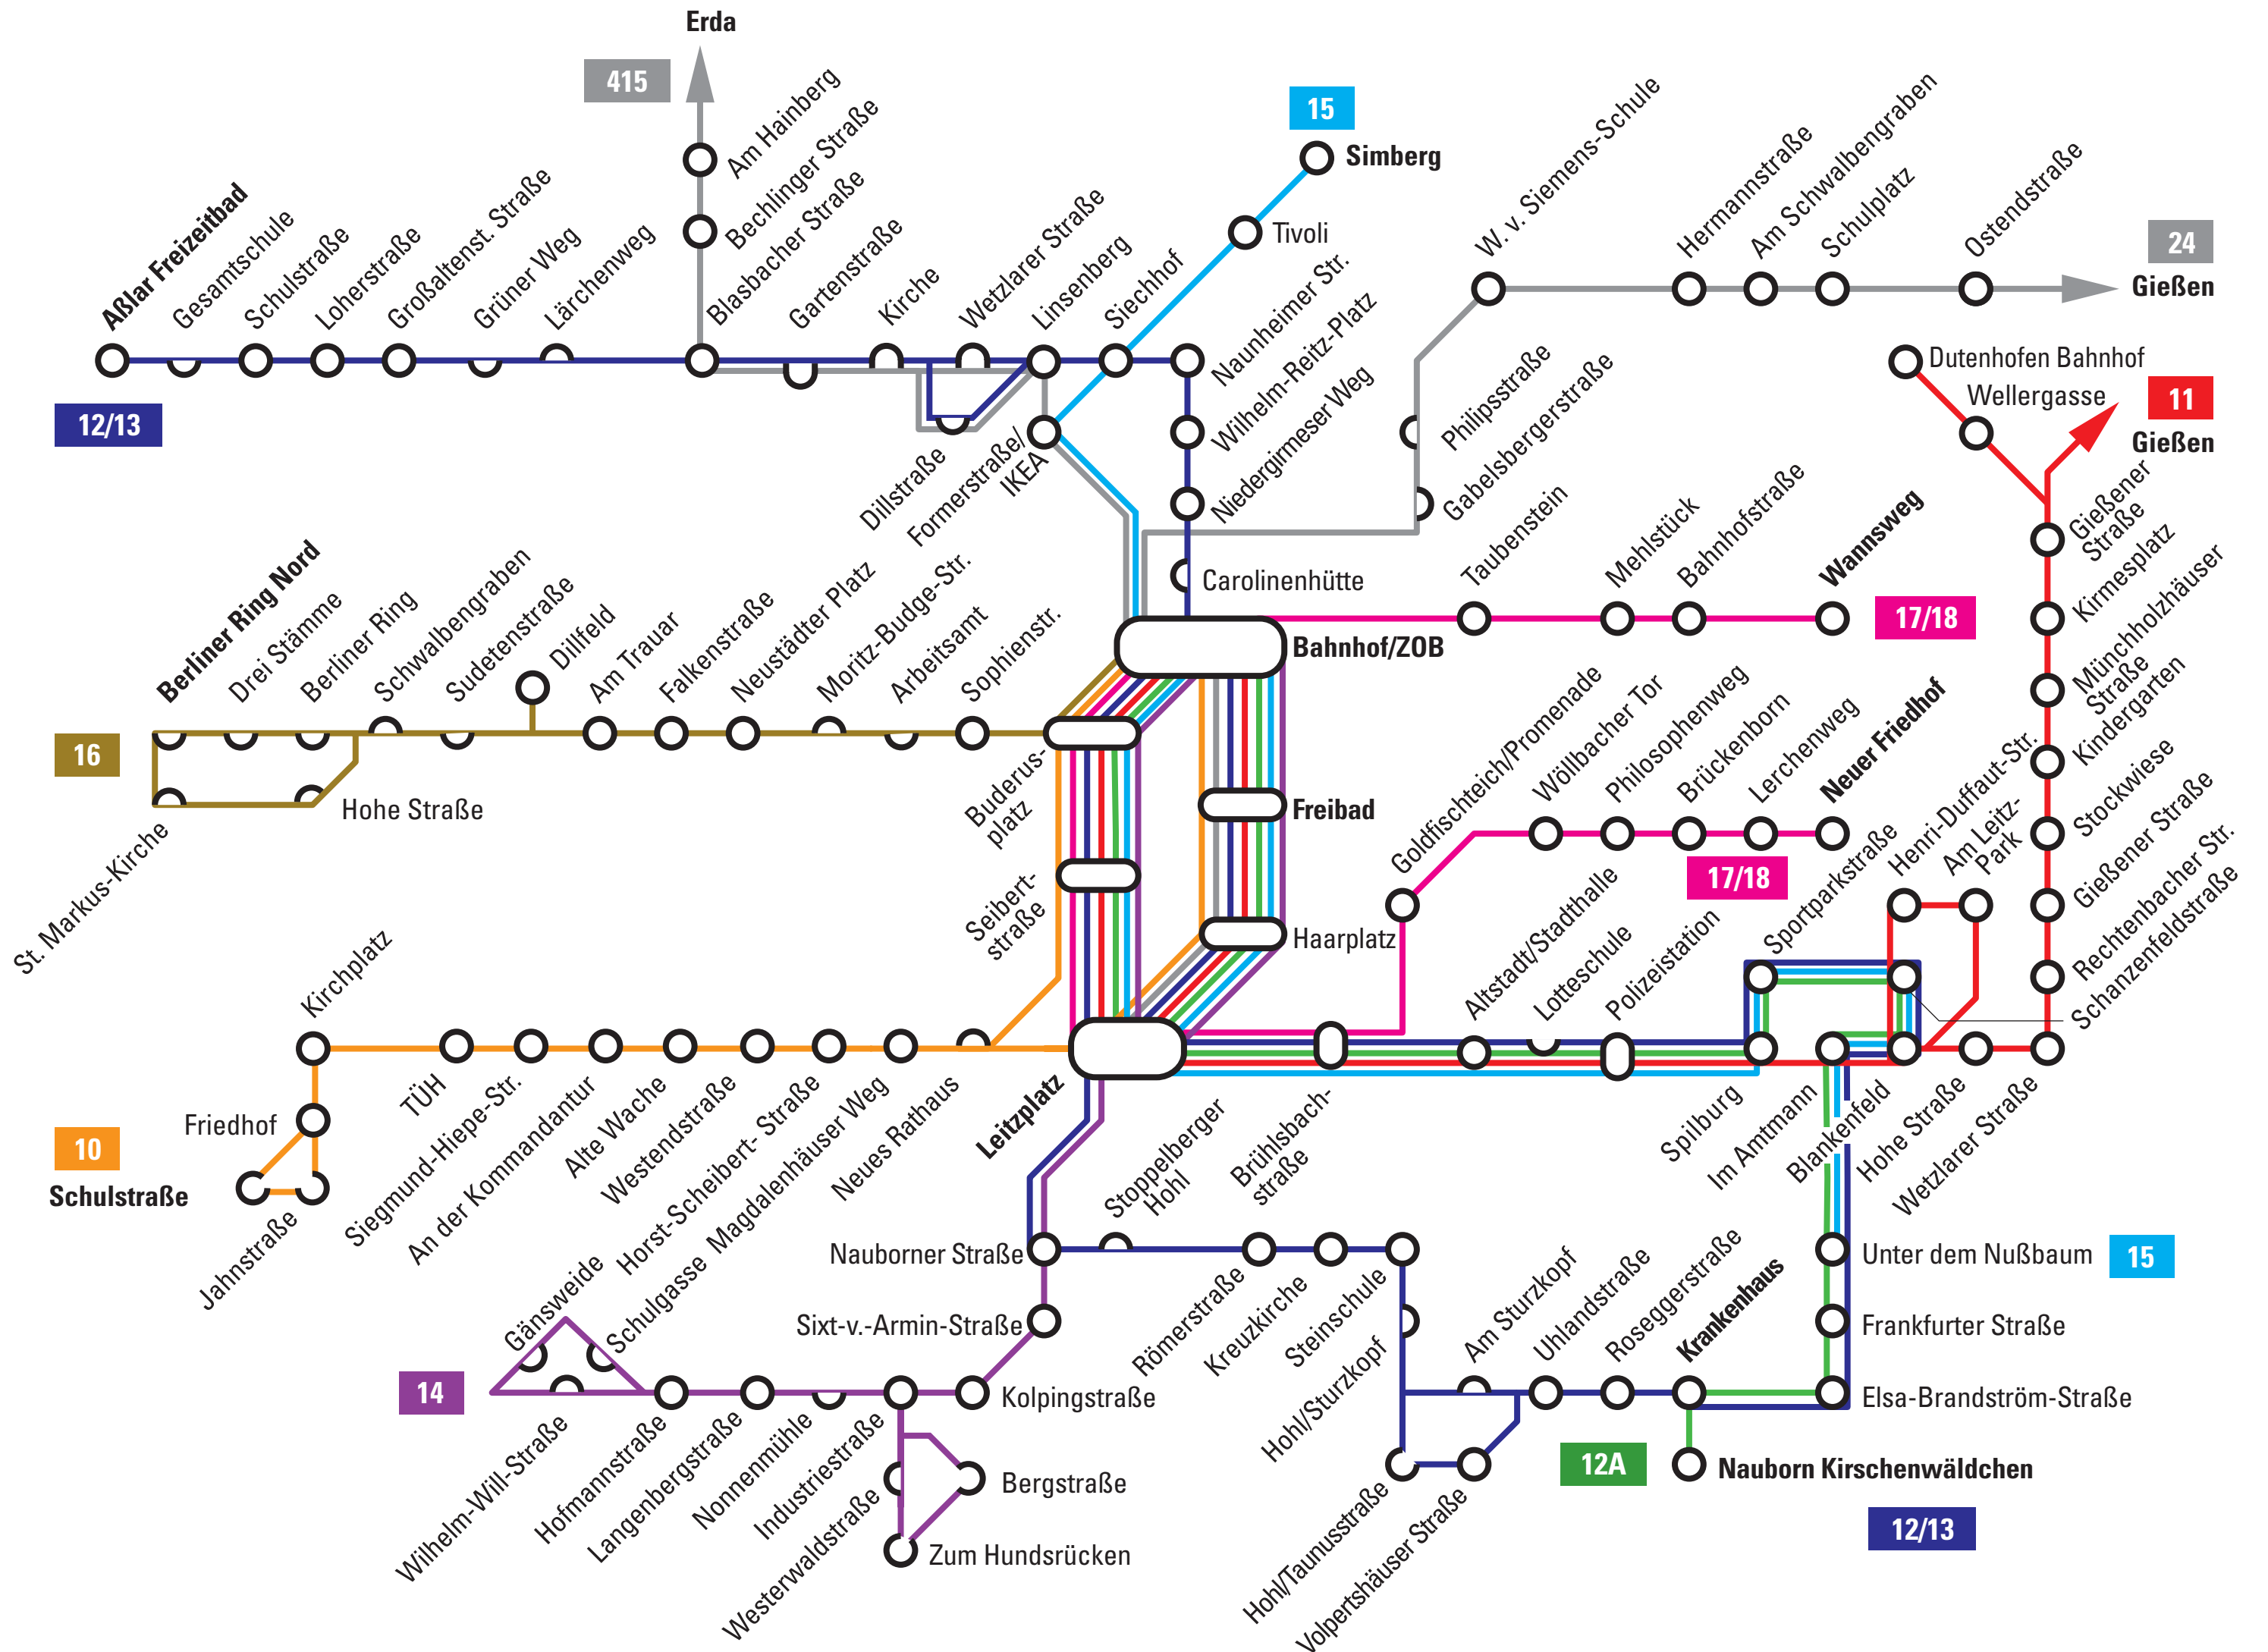 Erda
415
Am Hainberg
Bechlinger Straße
Blasbacher Straße
15
Simberg
Tivoli
W. v. Siemens-Schule
Hermannstraße
Am Schwalbengraben
Schulplatz
Ostendstraße
24
Gießen
Aßlar Freizeitbad
Gesamtschule
Schulstraße
Loherstraße
Großaltenst. Straße
Grüner Weg
Lärchenweg
Gartenstraße
Kirche
Wetzlarer Straße
Linsenberg
Siechhof
Naunheimer Str.
Wilhelm-Reitz-Platz
Niedergirmeser Weg
12/13
Dillstraße
Formerstraße/
IKEA
Philipsstraße
Gabelsbergerstraße
Dutenhofen Bahnhof
Wellergasse
11
Gießen
Carolinenhütte
Taubenstein
Mehlstück
Bahnhofstraße
Wannsweg
17/18
Bahnhof/ZOB
Gießener
Straße
Kirmesplatz
Münchholzhäuser
Straße
Kindergarten
Stockwiese
Gießener Straße
Rechtenbacher Str.
Schanzenfeldstraße
Berliner Ring Nord
Drei Stämme
Berliner Ring
Schwalbengraben
Sudetenstraße
Dillfeld
Am Trauar
Falkenstraße
Neustädter Platz
Moritz-Budge-Str.
Arbeitsamt
Sophienstr.
16
Hohe Straße
St. Markus-Kirche
Buderus-
platz
Freibad
Seibert-
straße
Haarplatz
Goldfischteich/Promenade
Wöllbacher Tor
Philosophenweg
Brückenborn
Lerchenweg
Neuer Friedhof
17/18
Altstadt/Stadthalle
Lotteschule
Polizeistation
Sportparkstraße
Henri-Duffaut-Str.
Am Leitz-
Park
Kirchplatz
Friedhof
10
Schulstraße
Jahnstraße
TÜH
Siegmund-Hiepe-Str.
An der Kommandantur
Alte Wache
Westendstraße
Horst-Scheibert- Straße
Magdalenhäuser Weg
Neues Rathaus
Leitzplatz
Stoppelberger
Hohl
Brühlsbach-
straße
Spilburg
Im Amtmann
Blankenfeld
Hohe Straße
Wetzlarer Straße
Nauborner Straße
Sixt-v.-Armin-Straße
Kolpingstraße
Römerstraße
Kreuzkirche
Steinschule
Hohl/Sturzkopf
Am Sturzkopf
Uhlandstraße
Roseggerstraße
Krankenhaus
Unter dem Nußbaum
15
Frankfurter Straße
Elsa-Brandström-Straße
12A
Nauborn Kirschenwäldchen
12/13
Hohl/Taunusstraße
Volpertshäuser Straße
14
Gänsweide
Schulgasse
Wilhelm-Will-Straße
Hofmannstraße
Langenbergstraße
Nonnenmühle
Industriestraße
Westerwaldstraße
Bergstraße
Zum Hundsrücken